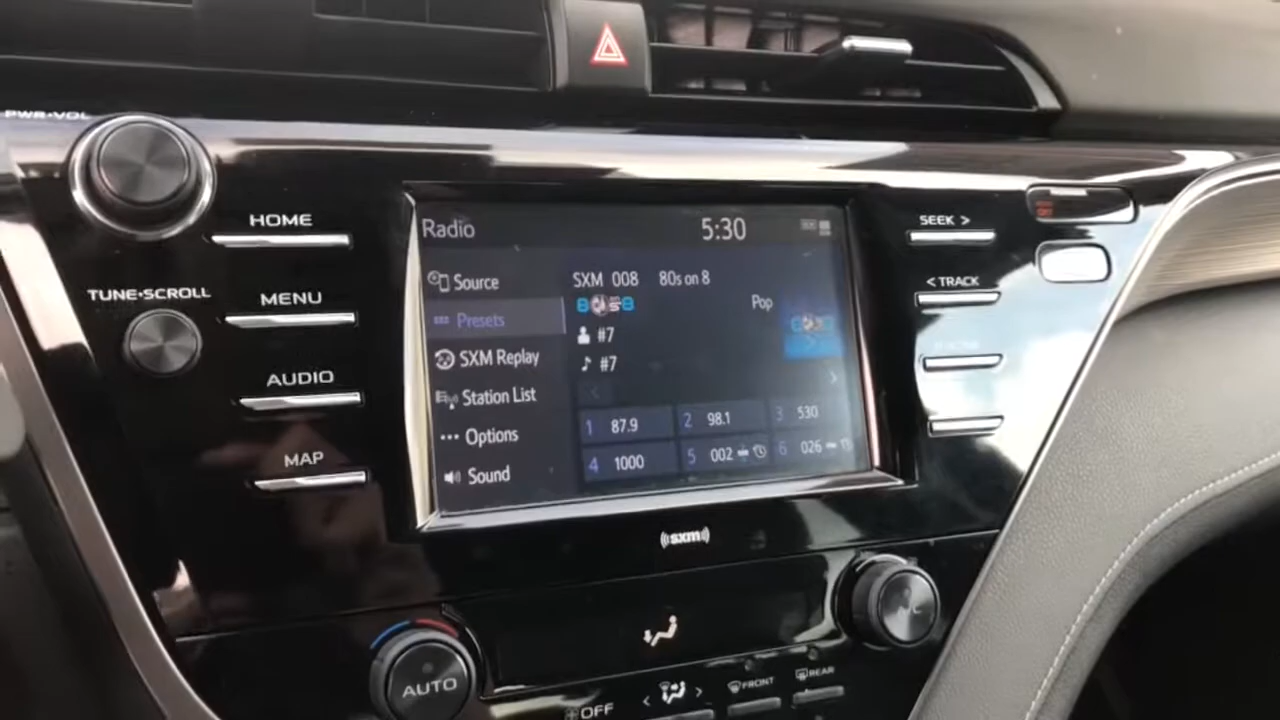 PWR•VOL
HOME
TUNE•SCROLL
MENU
AUDIO
MAP
Radio
5:30
Source
Presets
SXM Replay
Station List
Options
Sound
SXM 008 80s on 8
Pop
#7
#7
1 87.9
2 98.1
3 530
4 1000
5 002
6 026
SEEK >
< TRACK
((sxm))
AUTO
OFF
FRONT
REAR